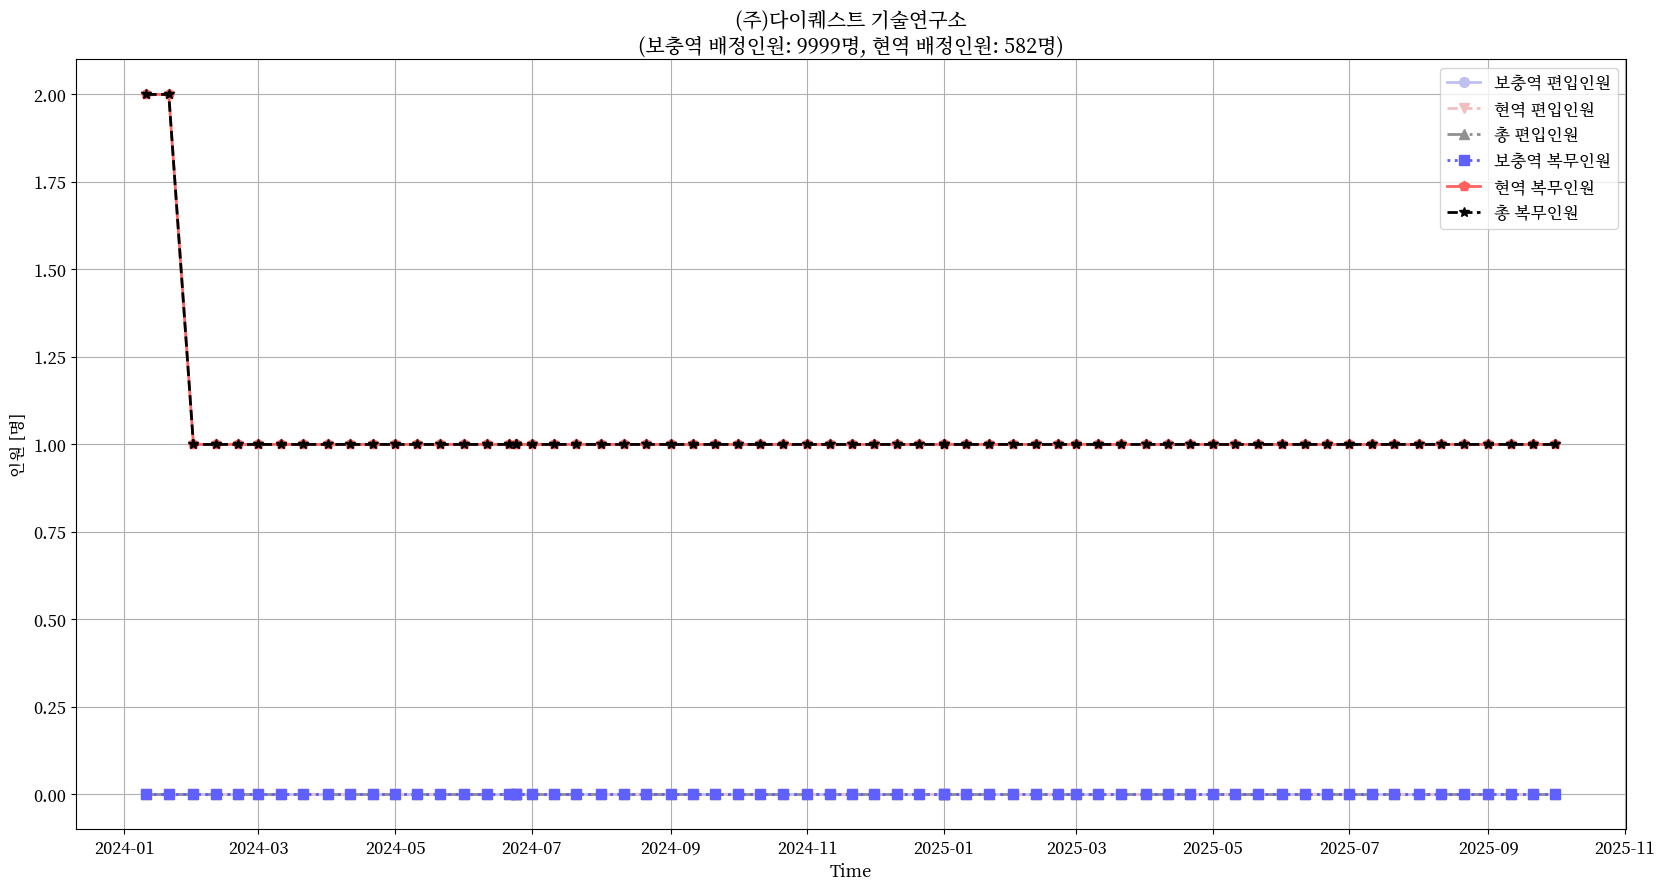 (주)다이퀘스트 기술연구소
(보충역 배정인원: 9999명, 현역 배정인원: 582명)
보충역 편입인원
현역 편입인원
총 편입인원
보충역 복무인원
현역 복무인원
총 복무인원
인원 [명]
2.00
1.75
1.50
1.25
1.00
0.75
0.50
0.25
0.00
2024-01
2024-03
2024-05
2024-07
2024-09
2024-11
2025-01
2025-03
2025-05
2025-07
2025-09
2025-11
Time